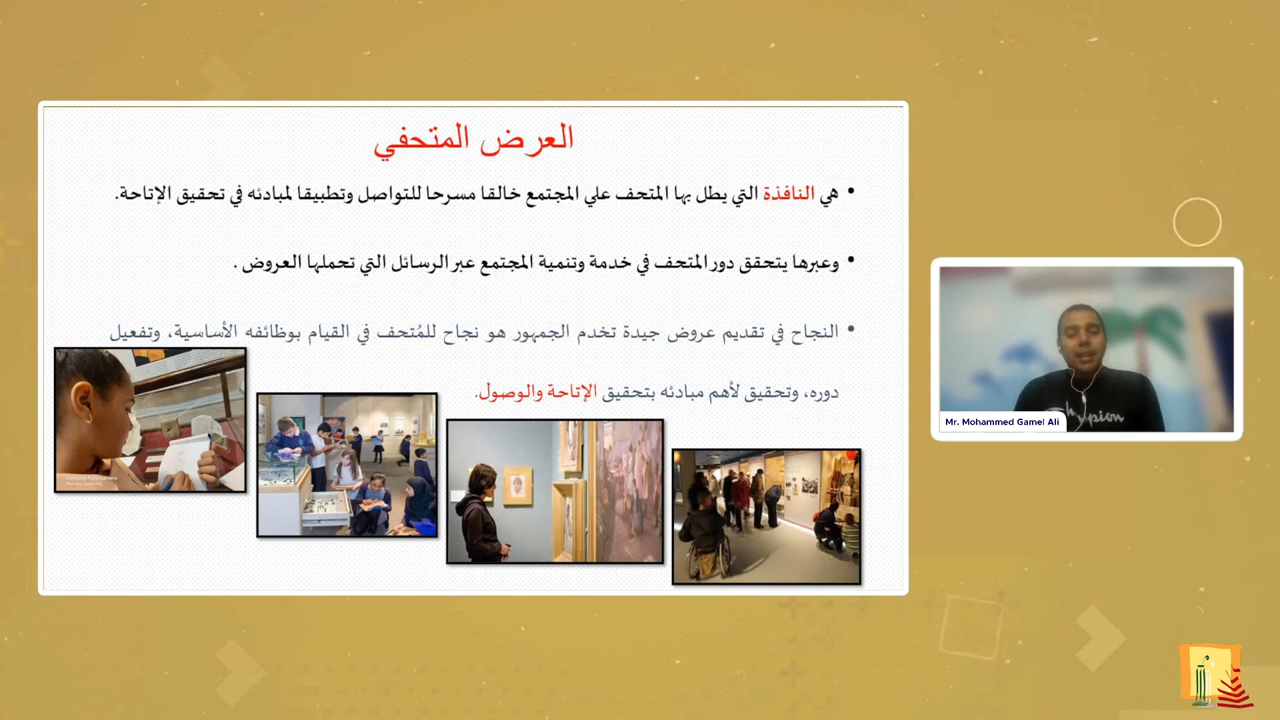 العرض المتحفي
• هي النافذة التي يطل بها المتحف علي المجتمع خالقا مسرحا للتواصل وتطبيقا لمبادئه في تحقيق الإتاحة.
• وعبرها يتحقق دور المتحف في خدمة وتنمية المجتمع عبر الرسائل التي تحملها العروض .
• النجاح في تقديم عروض جيدة تخدم الجمهور هو نجاح للمُتحف في القيام بوظائفه الأساسية، وتفعيل
دوره، وتحقيق لأهم مبادئه بتحقيق الإتاحة والوصول.
Mr. Mohammed Gamel Ali